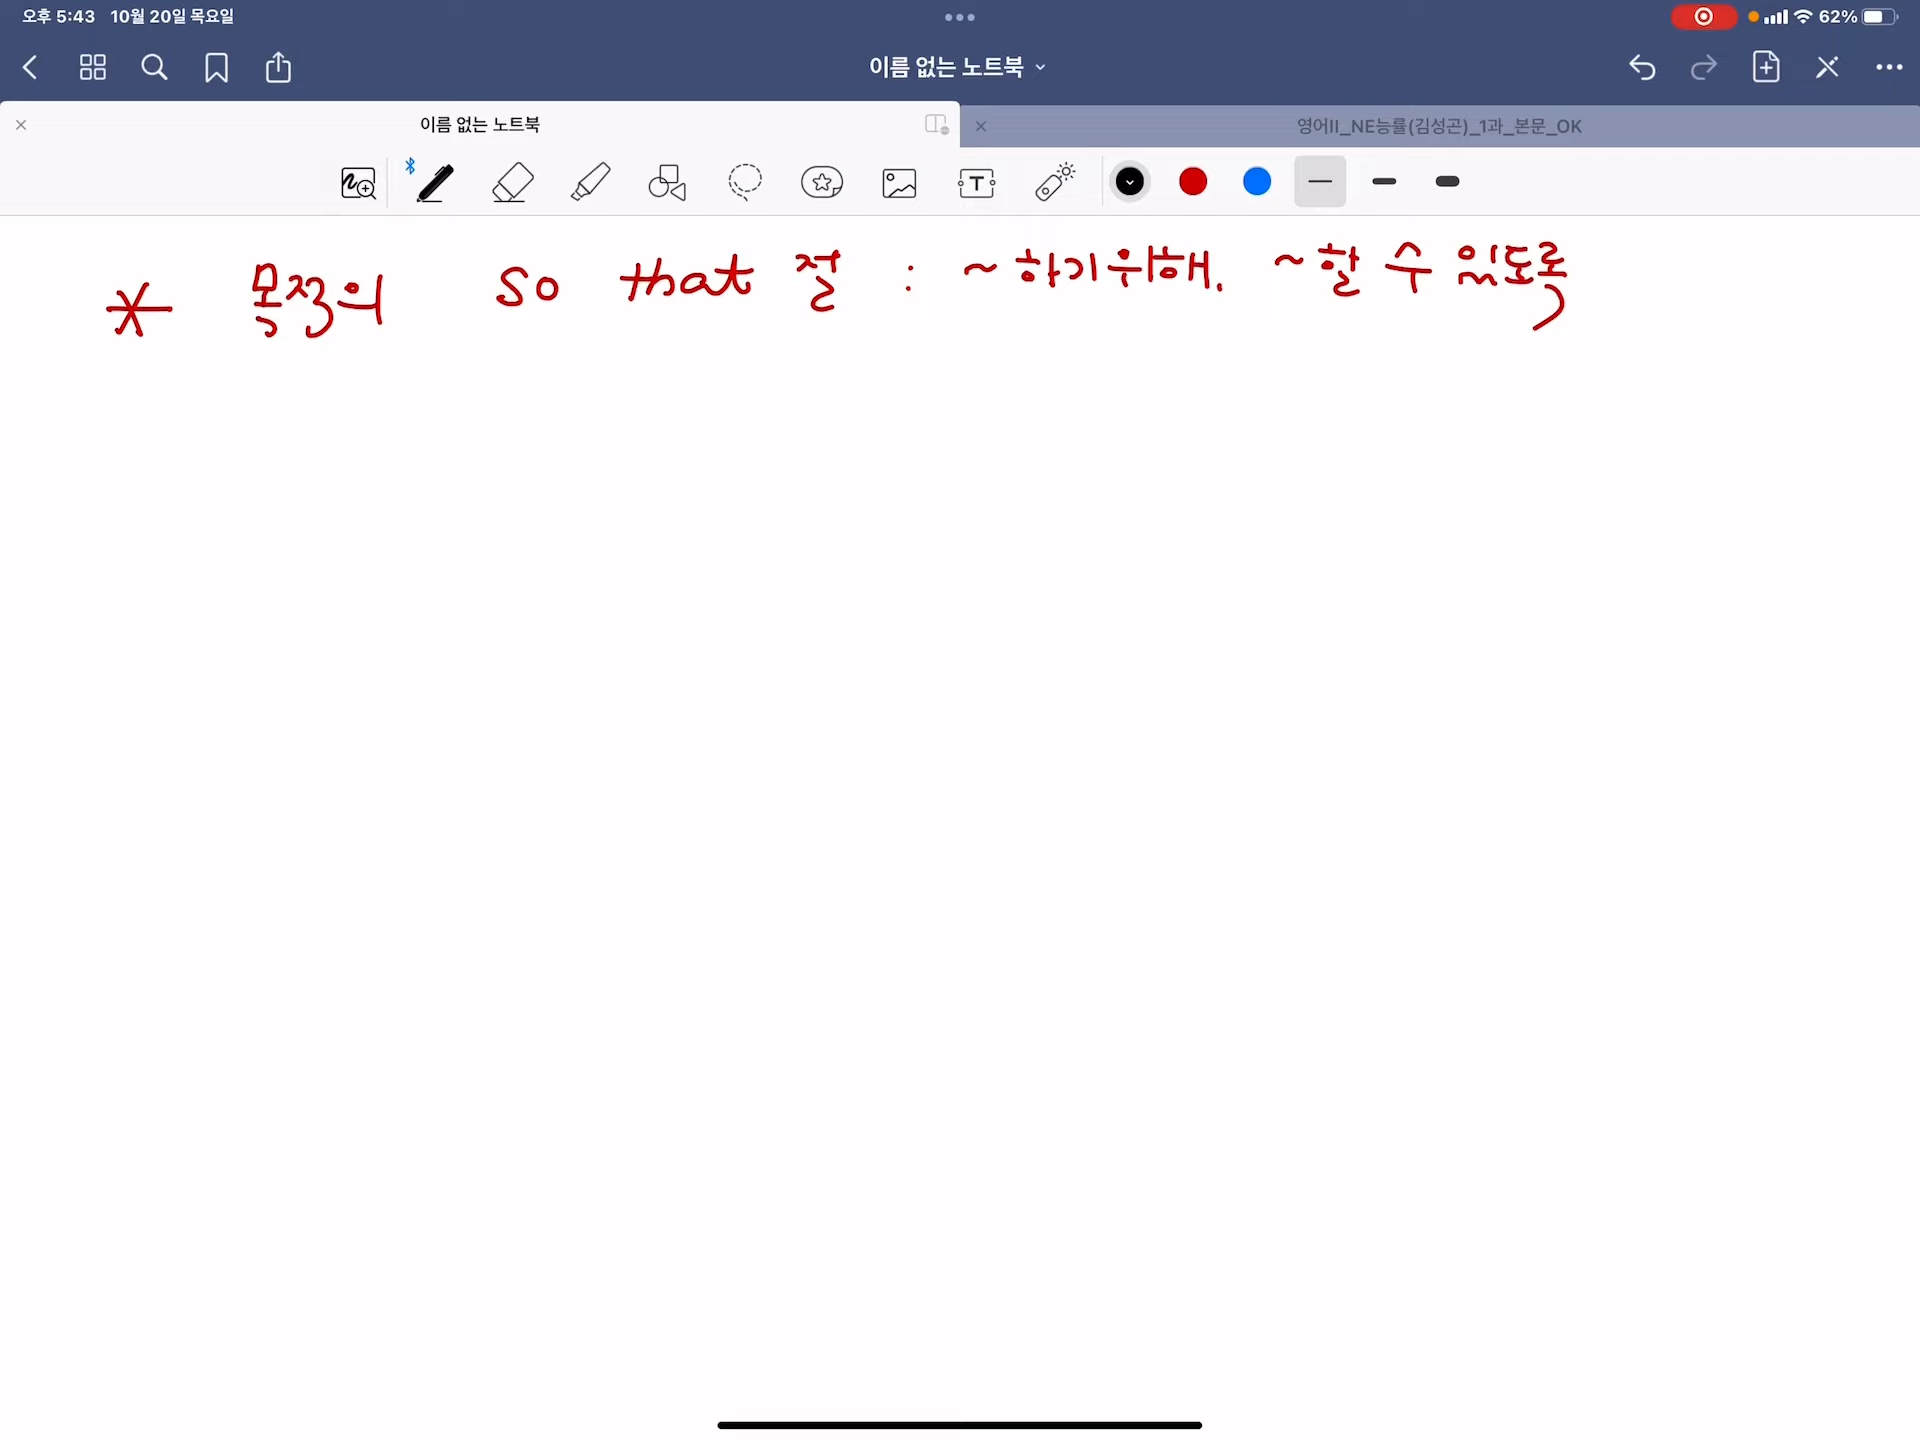 오후 5:43 10월 20일 목요일
62%
이름 없는 노트북
이름 없는 노트북
영어II_NE능률(김성곤)_1과_본문_OK
* 목적의 so that 절 : ~하기위해. ~할 수 있도록